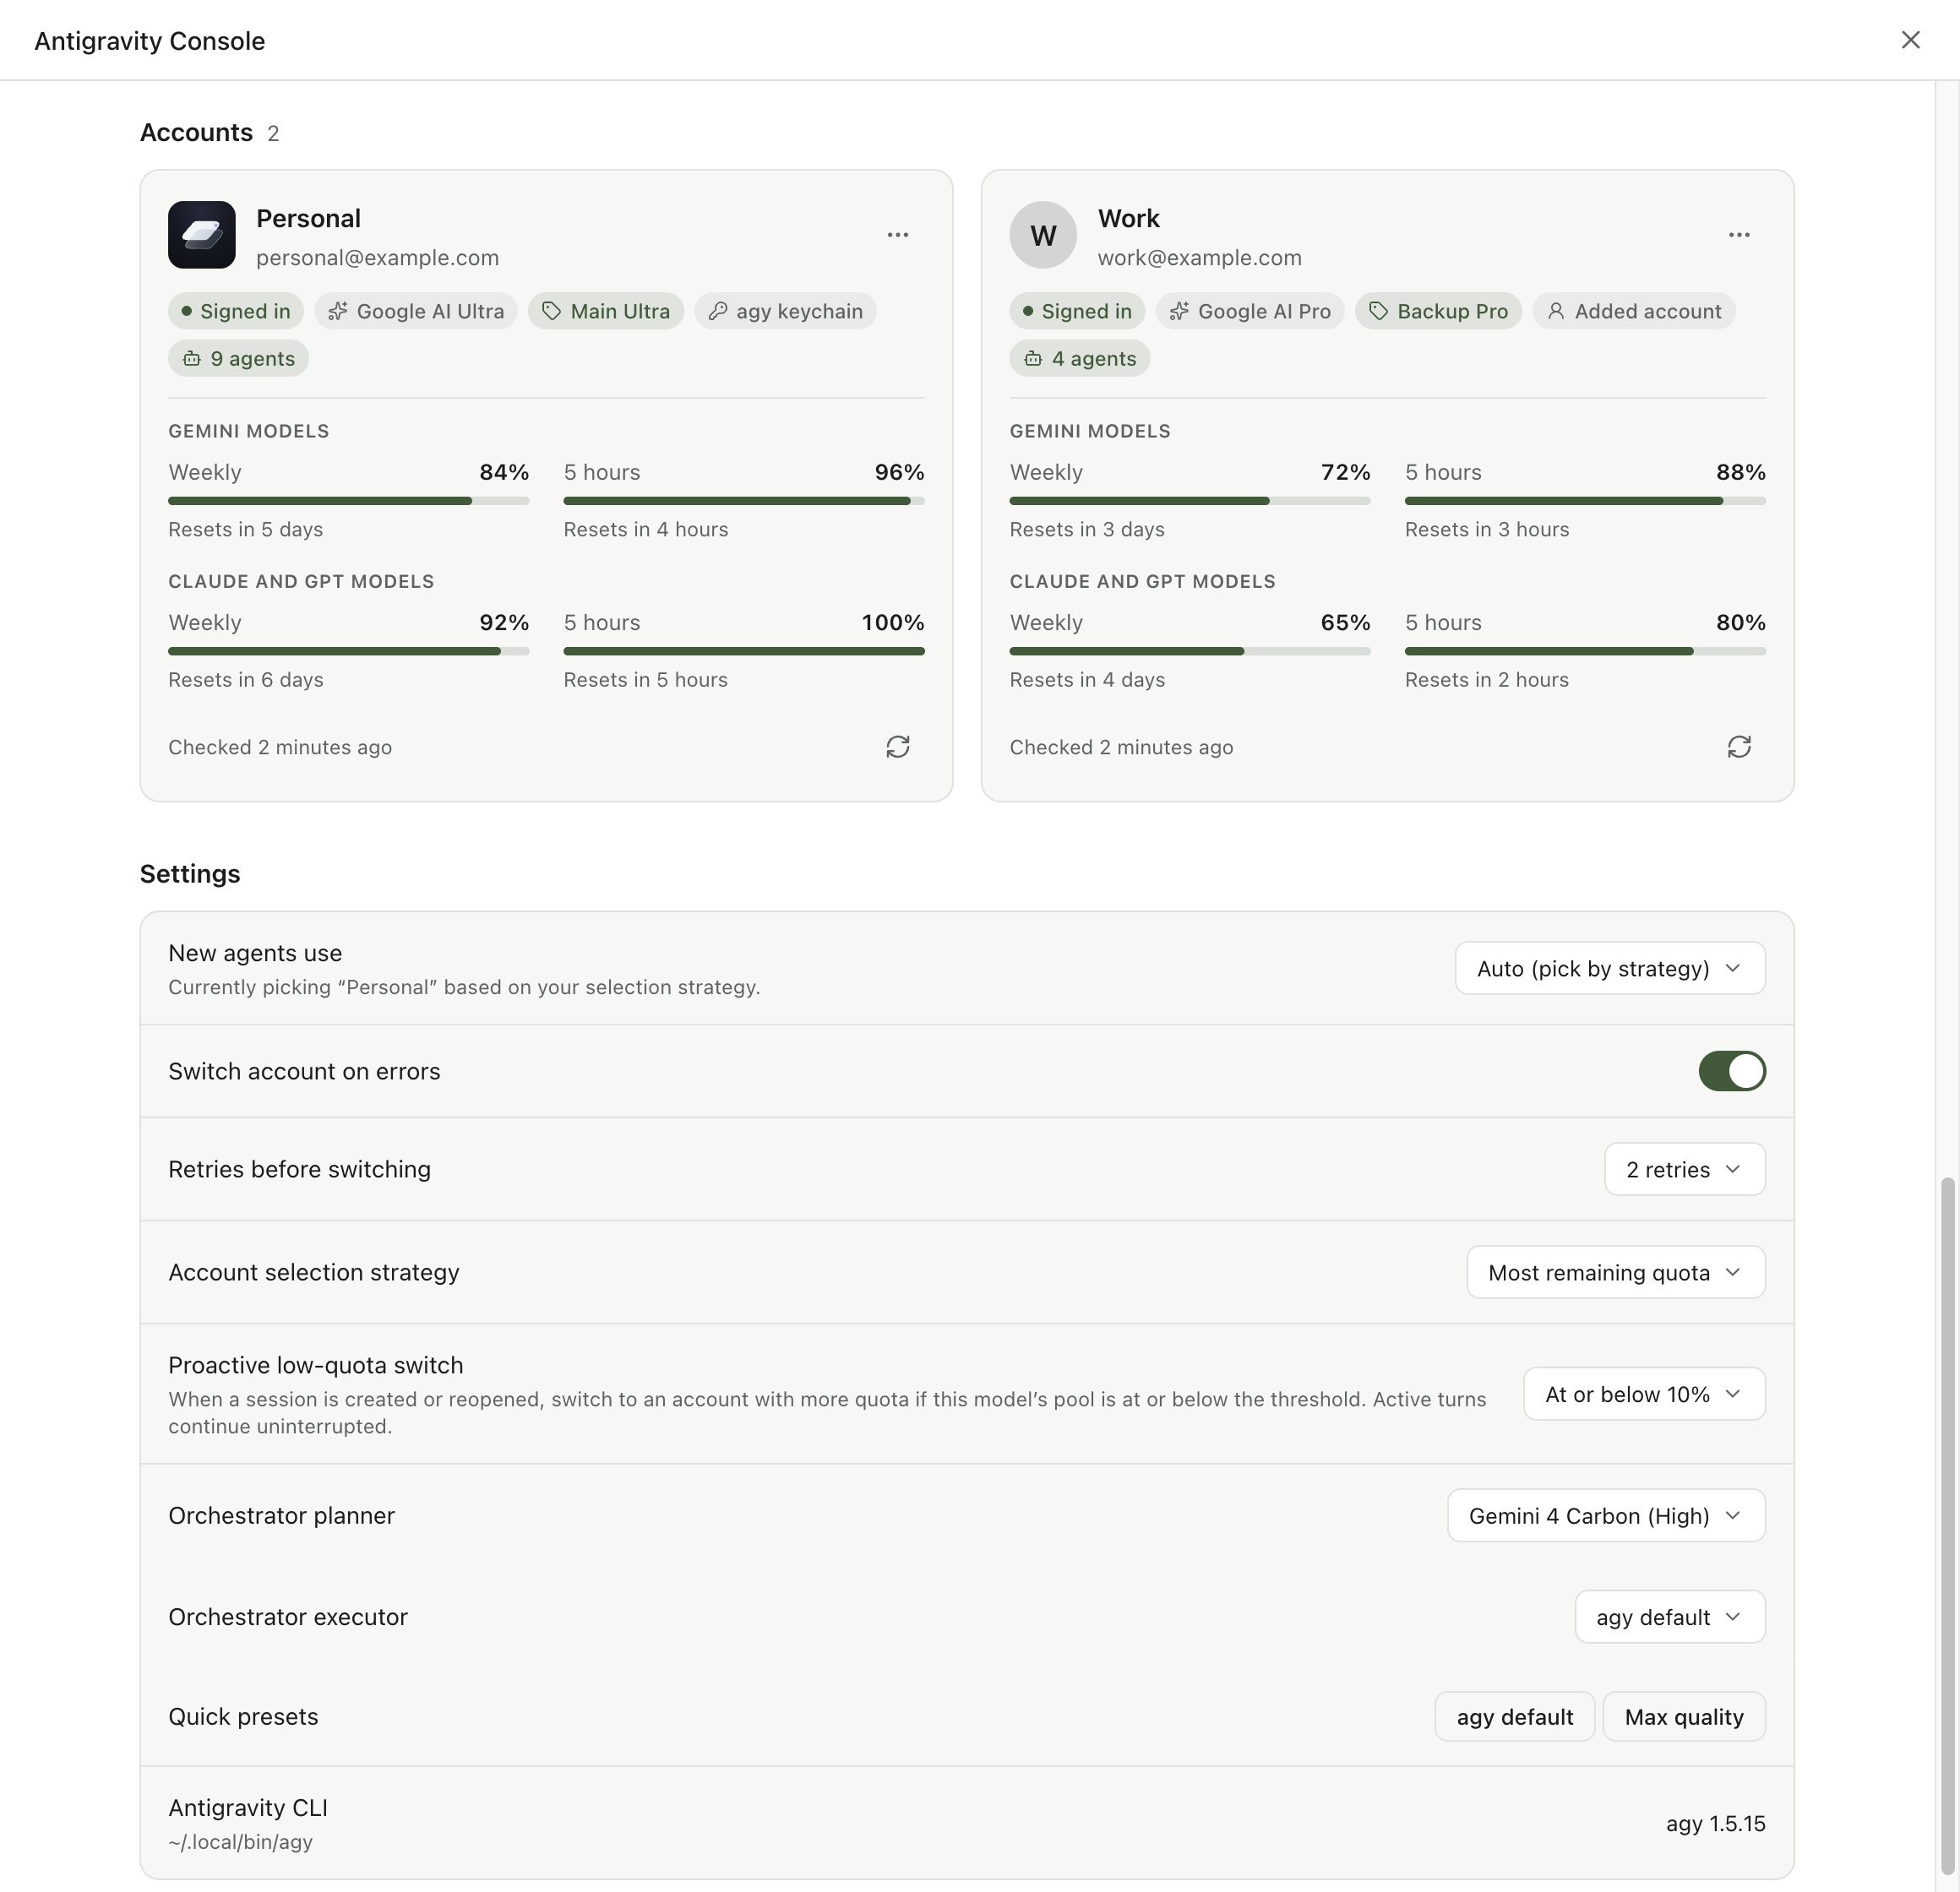 Antigravity Console
Accounts 2
Personal
personal@example.com
Signed in
Google AI Ultra
Main Ultra
agy keychain
9 agents
GEMINI MODELS
Weekly 84%
5 hours 96%
Resets in 5 days
Resets in 4 hours
CLAUDE AND GPT MODELS
Weekly 92%
5 hours 100%
Resets in 6 days
Resets in 5 hours
Checked 2 minutes ago
W
Work
work@example.com
Signed in
Google AI Pro
Backup Pro
Added account
4 agents
GEMINI MODELS
Weekly 72%
5 hours 88%
Resets in 3 days
Resets in 3 hours
CLAUDE AND GPT MODELS
Weekly 65%
5 hours 80%
Resets in 4 days
Resets in 2 hours
Checked 2 minutes ago
Settings
New agents use
Currently picking “Personal” based on your selection strategy.
Auto (pick by strategy)
Switch account on errors
Retries before switching
2 retries
Account selection strategy
Most remaining quota
Proactive low-quota switch
When a session is created or reopened, switch to an account with more quota if this model’s pool is at or below the threshold. Active turns
continue uninterrupted.
At or below 10%
Orchestrator planner
Gemini 4 Carbon (High)
Orchestrator executor
agy default
Quick presets
agy default
Max quality
Antigravity CLI
~/.local/bin/agy
agy 1.5.15